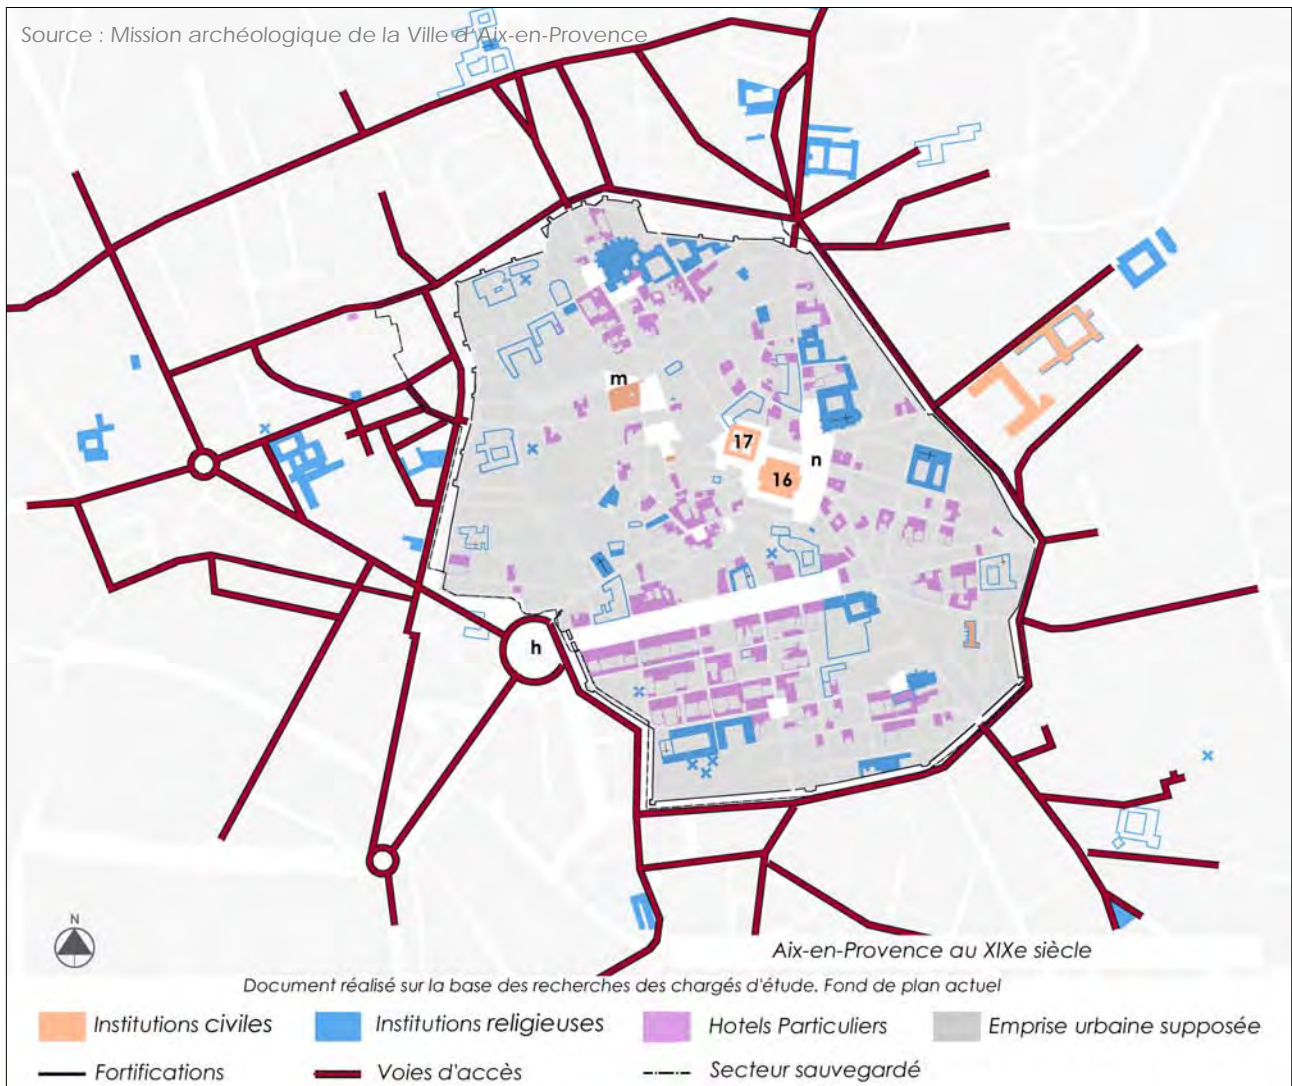 Source : Mission archéologique de la Ville d'Aix-en-Provence
m
17
n
16
h
N
Aix-en-Provence au XIXe siècle
Document réalisé sur la base des recherches des chargés d'étude. Fond de plan actuel
Institutions civiles
Institutions religieuses
Hotels Particuliers
Emprise urbaine supposée
Fortifications
Voies d'accès
Secteur sauvegardé